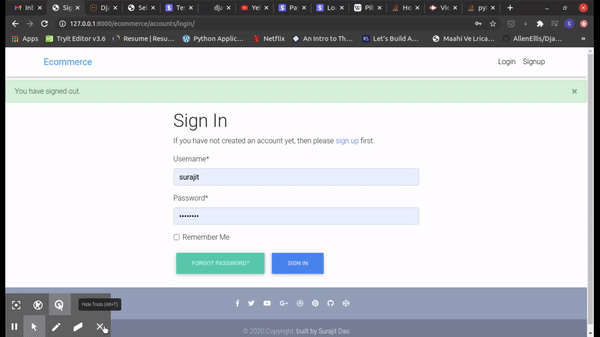 Inb
Sig
Dja
Sel
Te
dja
Yel
Pa
Lo
Pil
Ho
Vic
pyt
127.0.0.1:8000/ecommerce/accounts/login/
Apps
Tryit Editor v3.6
Resume | Resu...
Python Applic...
Netflix
An Intro to Th...
Let's Build A...
Maahi Ve Lirica...
AllenEllis/Dja...
Ecommerce
Login Signup
You have signed out. ×
Sign In
If you have not created an account yet, then please sign up first.
Username*
surajit
Password*
Remember Me
FORGOT PASSWORD?
SIGN IN
Hide Tools (Alt+T)
© 2020 Copyright: built by Surajit Das